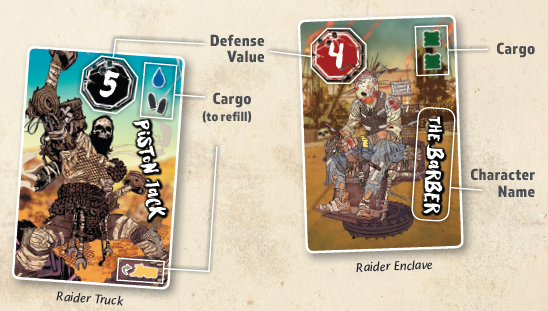 Defense
Value
5
4
Cargo
Cargo
(to refill)
PiSTON Jack
THE BARBER
Character
Name
Raider Truck
Raider Enclave